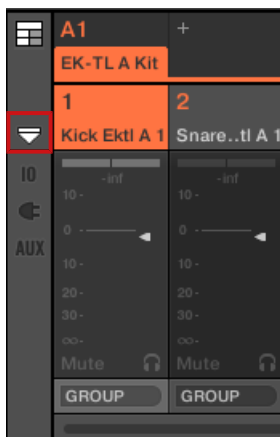 A1 +
EK-TL A Kit
1 2
Kick Ektl A 1 Snare..tl A 1
IO
AUX
-inf -inf
10- 10-
0 - 0 -
10- 10-
20- 20-
30- 30-
∞- ∞-
Mute Mute
GROUP GROUP